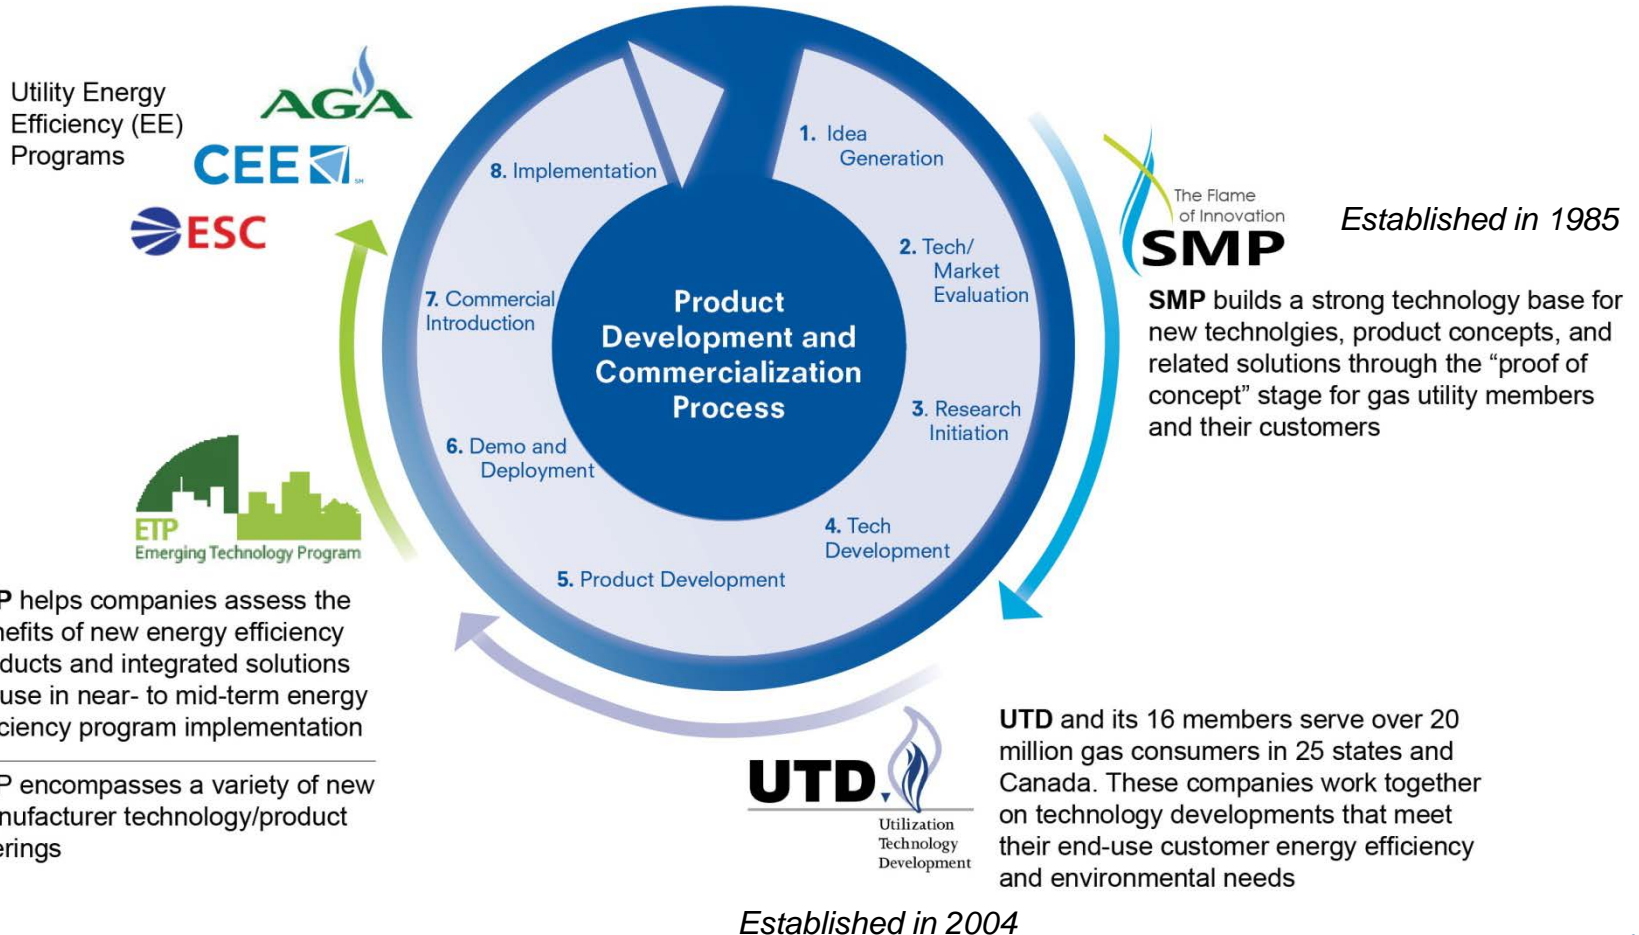 Utility Energy
Efficiency (EE)
Programs
AGA
CEE
SM
ESC
1. Idea
Generation
2. Tech/
Market
Evaluation
3. Research
Initiation
4. Tech
Development
5. Product Development
6. Demo and
Deployment
7. Commercial
Introduction
8. Implementation
Product
Development and
Commercialization
Process
The Flame
of Innovation
SMP
Established in 1985
SMP builds a strong technology base for
new technolgies, product concepts, and
related solutions through the “proof of
concept” stage for gas utility members
and their customers
ETP
Emerging Technology Program
P helps companies assess the
nefits of new energy efficiency
ducts and integrated solutions
use in near- to mid-term energy
ciency program implementation
P encompasses a variety of new
nufacturer technology/product
erings
UTD
Utilization
Technology
Development
UTD and its 16 members serve over 20
million gas consumers in 25 states and
Canada. These companies work together
on technology developments that meet
their end-use customer energy efficiency
and environmental needs
Established in 2004